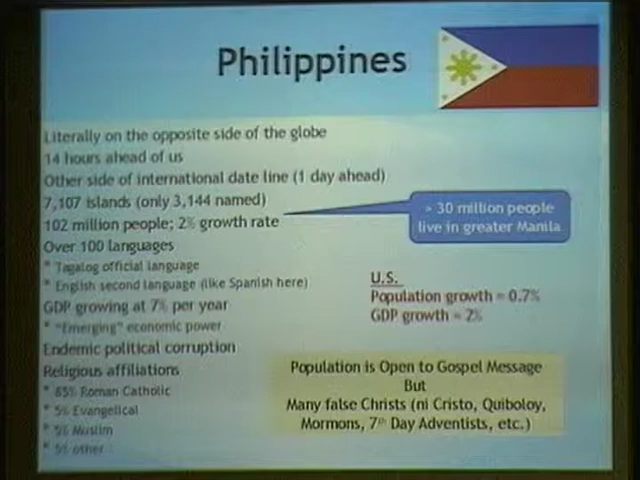 Philippines
Literally on the opposite side of the globe
14 hours ahead of us
Other side of international date line (1 day ahead)
7,107 islands (only 3,144 named)
102 million people; 2% growth rate
> 30 million people
live in greater Manila
Over 100 languages
* Tagalog official language
* English second language (like Spanish here)
GDP growing at 7% per year
* "Emerging" economic power
Endemic political corruption
Religious affiliations
* 85% Roman Catholic
* 5% Evangelical
* 5% Muslim
* 5% other
U.S.
Population growth = 0.7%
GDP growth = 2%
Population is Open to Gospel Message
But
Many false Christs (ni Cristo, Quiboloy,
Mormons, 7th Day Adventists, etc.)